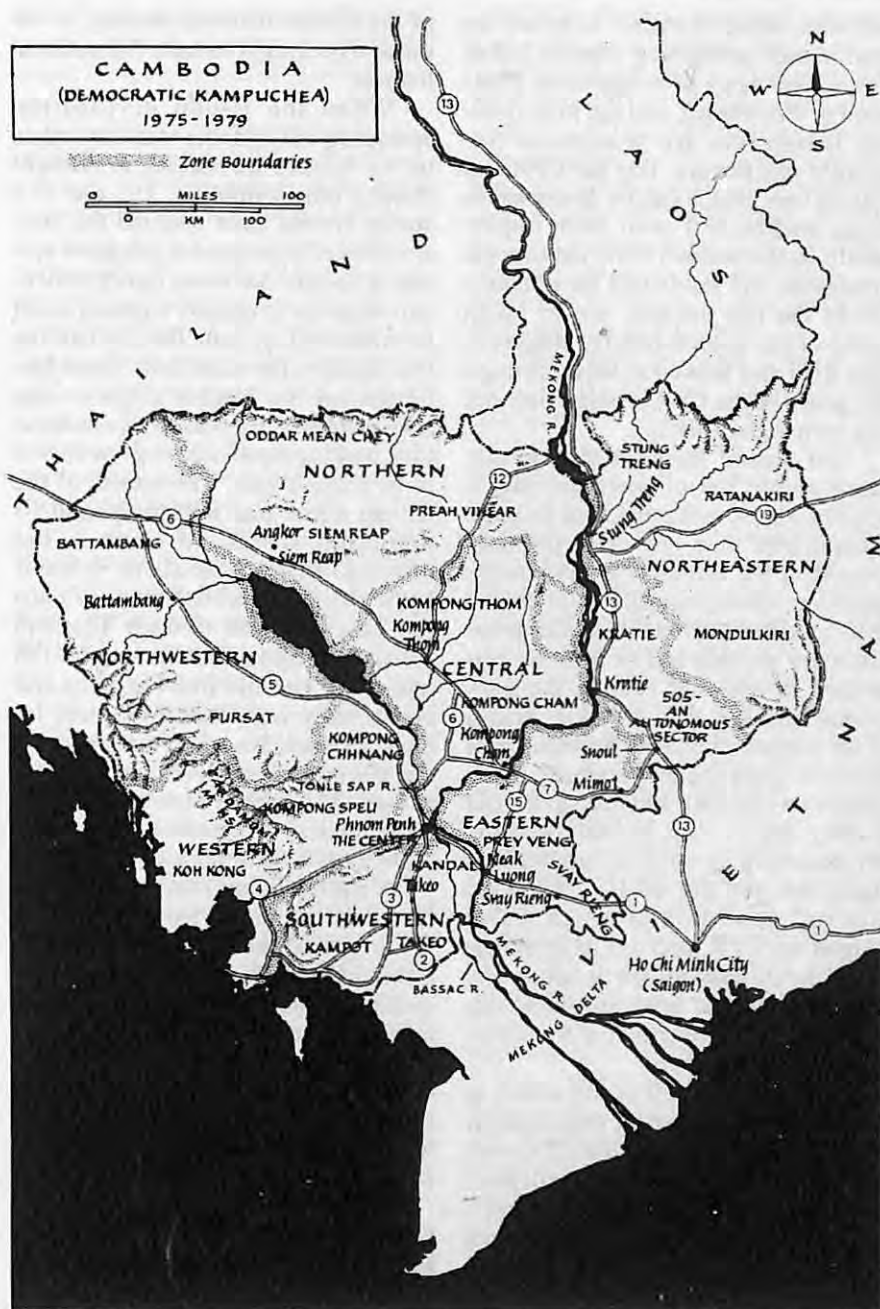 CAMBODIA
(DEMOCRATIC KAMPUCHEA)
1975-1979
Zone Boundaries
0 MILES 100
0 KM 100
N
W E
S
THAILAND
LAOS
VIETNAM
13
MEKONG R.
ODDAR MEAN CHEY
NORTHERN
STUNG
TRENG
12
PREAH VIHEAR
Stung Treng
RATANAKIRI
19
6
Angkor
SIEM REAP
Siem Reap
BATTAMBANG
NORTHEASTERN
Battambang
KOMPONG THOM
Kompong
Thom
13
KRATIE
MONDULKIRI
NORTHWESTERN
CENTRAL
5
KOMPONG CHAM
Kratie
505-
AN
AUTONOMOUS
SECTOR
PURSAT
6
KOMPONG
CHHNANG
Kompong
Cham
Snoul
TONLE SAP R.
7
Mimot
15
CARDAMOM
MTS.
KOMPONG SPEU
Phnom Penh
THE CENTER
EASTERN
PREY VENG
13
WESTERN
KOH KONG
KANDAL
Neak
Luong
Takeo
SVAY RIENG
Svay Rieng
4
3
1
1
SOUTHWESTERN
KAMPOT
TAKEO
2
Ho Chi Minh City
(Saigon)
BASSAC R.
MEKONG R.
MEKONG DELTA